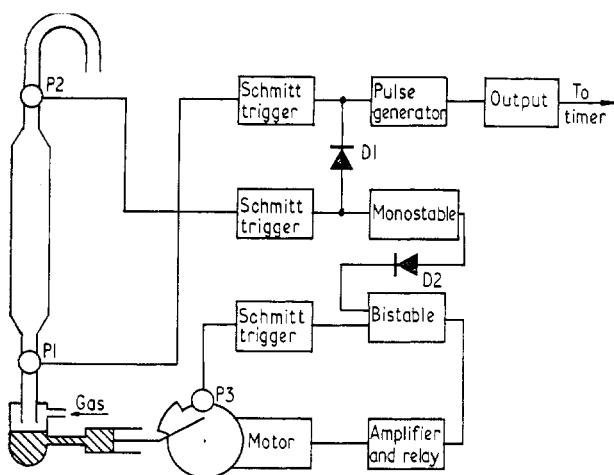 P2
Schmitt
trigger
Pulse
generator
Output
To
timer
D1
Schmitt
trigger
Monostable
D2
Schmitt
trigger
Bistable
P1
Gas
P3
Motor
Amplifier
and relay